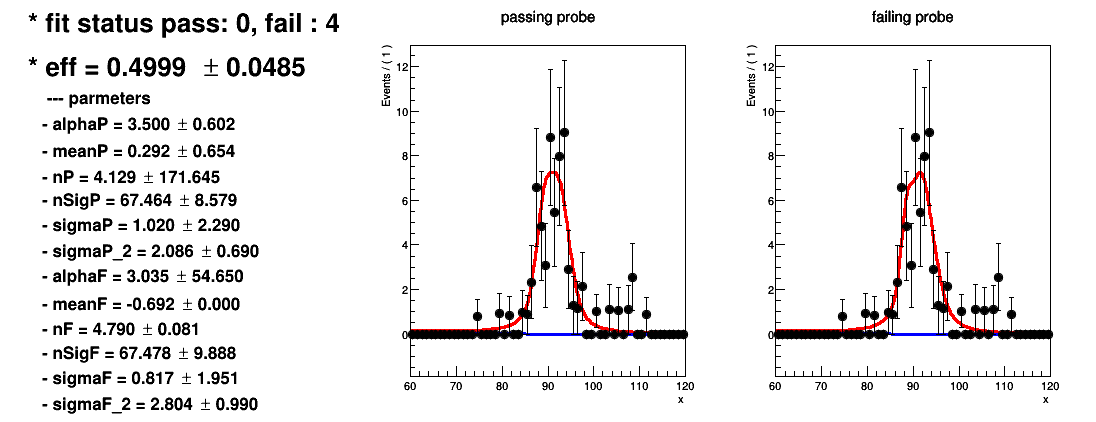 * fit status pass: 0, fail : 4
* eff = 0.4999 ± 0.0485
--- parmeters
- alphaP = 3.500 ± 0.602
- meanP = 0.292 ± 0.654
- nP = 4.129 ± 171.645
- nSigP = 67.464 ± 8.579
- sigmaP = 1.020 ± 2.290
- sigmaP_2 = 2.086 ± 0.690
- alphaF = 3.035 ± 54.650
- meanF = -0.692 ± 0.000
- nF = 4.790 ± 0.081
- nSigF = 67.478 ± 9.888
- sigmaF = 0.817 ± 1.951
- sigmaF_2 = 2.804 ± 0.990
passing probe
Events / ( 1 )
12
10
8
6
4
2
0
60 70 80 90 100 110 120
x
failing probe
Events / ( 1 )
12
10
8
6
4
2
0
60 70 80 90 100 110 120
x